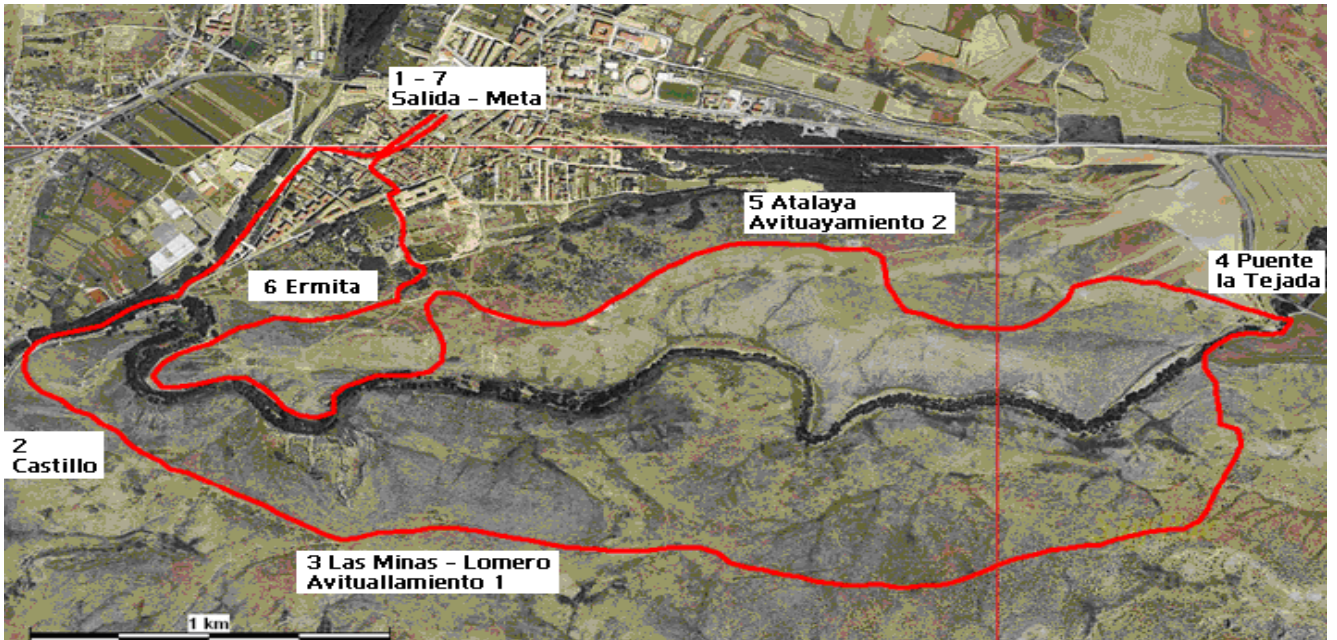 1 - 7
Salida - Meta
5 Atalaya
Avituayamiento 2
4 Puente
la Tejada
6 Ermita
2
Castillo
3 Las Minas - Lomero
Avituallamiento 1
1 km